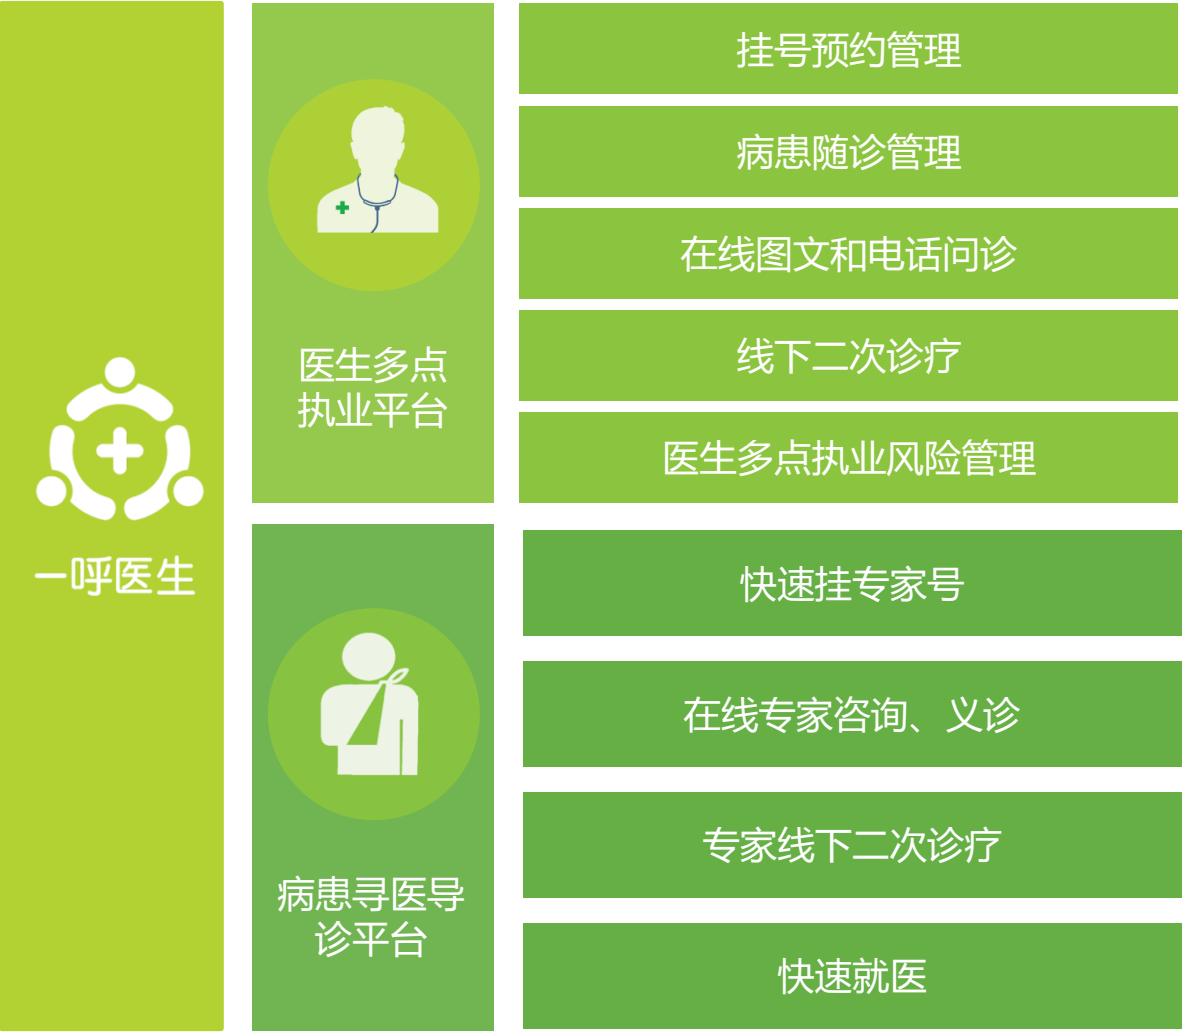 一呼医生
医生多点
执业平台
挂号预约管理
病患随诊管理
在线图文和电话问诊
线下二次诊疗
医生多点执业风险管理
病患寻医导
诊平台
快速挂专家号
在线专家咨询、义诊
专家线下二次诊疗
快速就医